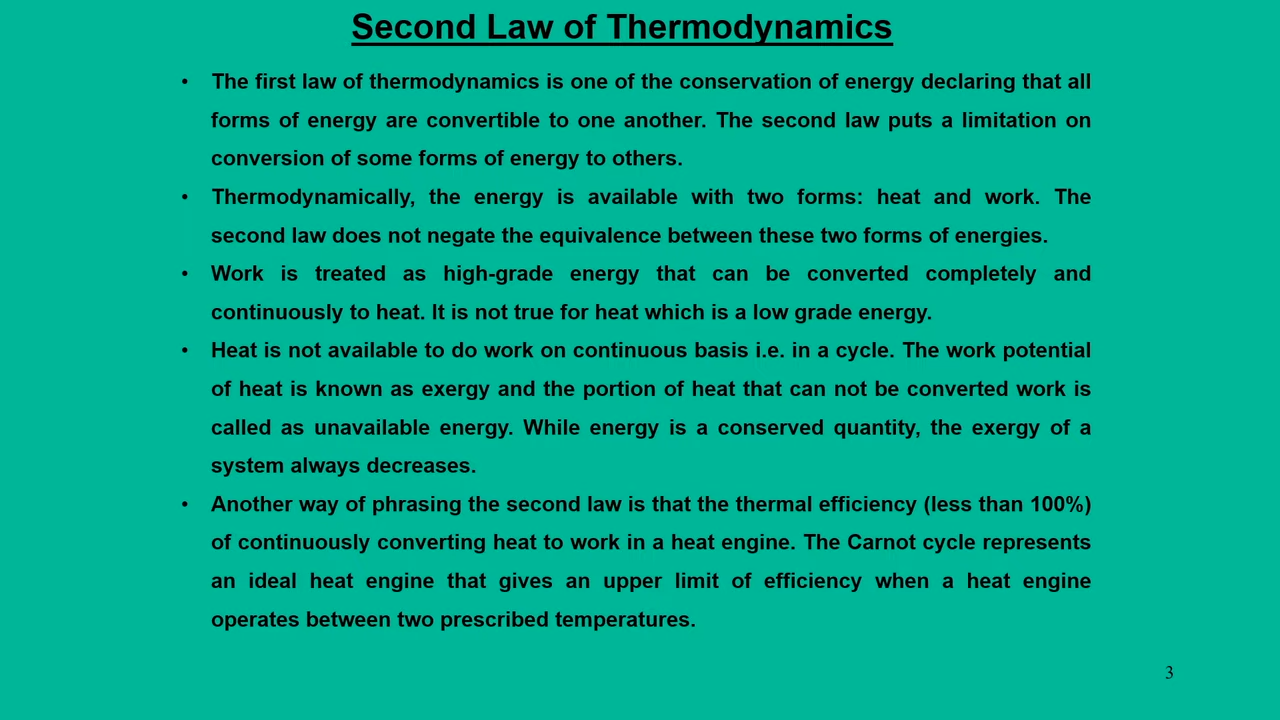 Second Law of Thermodynamics
• The first law of thermodynamics is one of the conservation of energy declaring that all
forms of energy are convertible to one another. The second law puts a limitation on
conversion of some forms of energy to others.
• Thermodynamically, the energy is available with two forms: heat and work. The
second law does not negate the equivalence between these two forms of energies.
• Work is treated as high-grade energy that can be converted completely and
continuously to heat. It is not true for heat which is a low grade energy.
• Heat is not available to do work on continuous basis i.e. in a cycle. The work potential
of heat is known as exergy and the portion of heat that can not be converted work is
called as unavailable energy. While energy is a conserved quantity, the exergy of a
system always decreases.
• Another way of phrasing the second law is that the thermal efficiency (less than 100%)
of continuously converting heat to work in a heat engine. The Carnot cycle represents
an ideal heat engine that gives an upper limit of efficiency when a heat engine
operates between two prescribed temperatures.
3